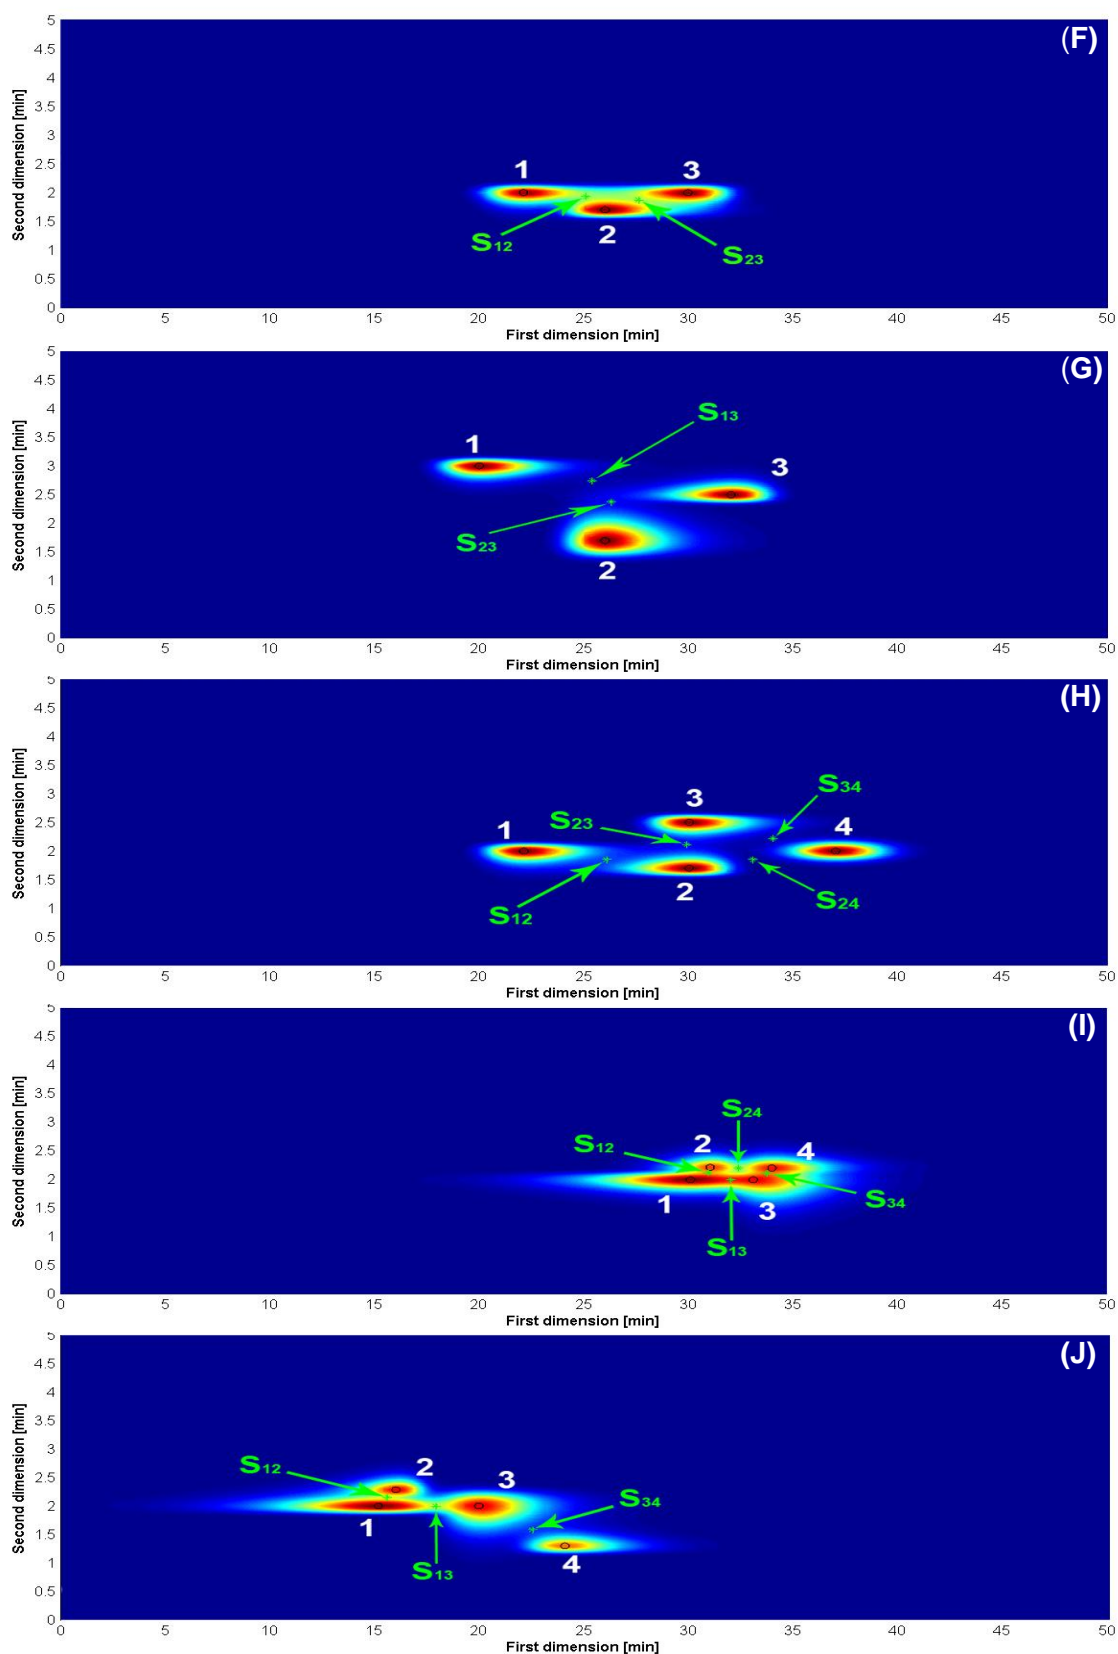 (F)
5
4.5
4
3.5
3
2.5
2
1.5
1
0.5
0
Second dimension [min]
1
3
2
S12
S23
0 5 10 15 20 25 30 35 40 45 50
First dimension [min]
(G)
5
4.5
4
3.5
3
2.5
2
1.5
1
0.5
0
Second dimension [min]
S13
1
3
S23
2
0 5 10 15 20 25 30 35 40 45 50
First dimension [min]
(H)
5
4.5
4
3.5
3
2.5
2
1.5
1
0.5
0
Second dimension [min]
S34
3
S23
1
4
2
S12
S24
0 5 10 15 20 25 30 35 40 45 50
First dimension [min]
(I)
5
4.5
4
3.5
3
2.5
2
1.5
1
0.5
0
Second dimension [min]
S24
S12
2
4
1
3
S34
S13
0 5 10 15 20 25 30 35 40 45 50
First dimension [min]
(J)
5
4.5
4
3.5
3
2.5
2
1.5
1
0.5
0
Second dimension [min]
S12
2
3
S34
1
4
S13
0 5 10 15 20 25 30 35 40 45 50
First dimension [min]